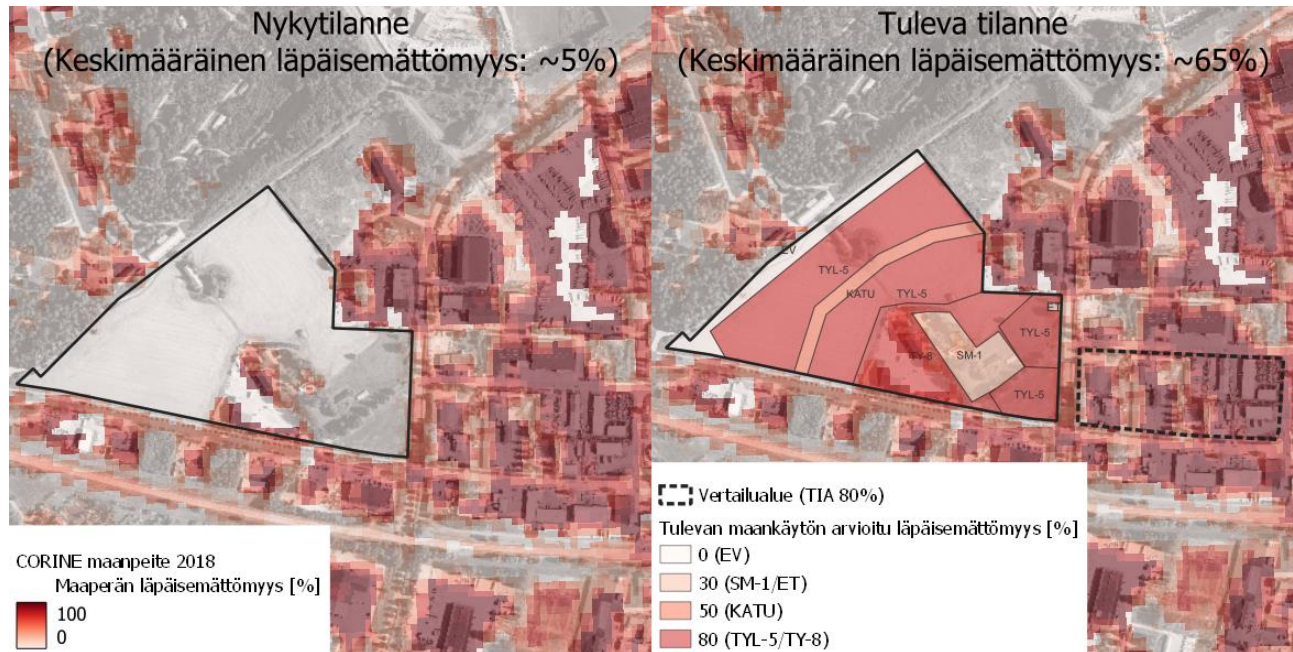 Nykytilanne
(Keskimääräinen läpäisemättömyys: ~5%)
CORINE maanpeite 2018
Maaperän läpäisemättömyys [%]
100
0
Tuleva tilanne
(Keskimääräinen läpäisemättömyys: ~65%)
EV
TYL-5
KATU
TYL-5
TYL-5
TY-8
SM-1
TYL-5
Vertailualue (TIA 80%)
Tulevan maankäytön arvioitu läpäisemättömyys [%]
0 (EV)
30 (SM-1/ET)
50 (KATU)
80 (TYL-5/TY-8)